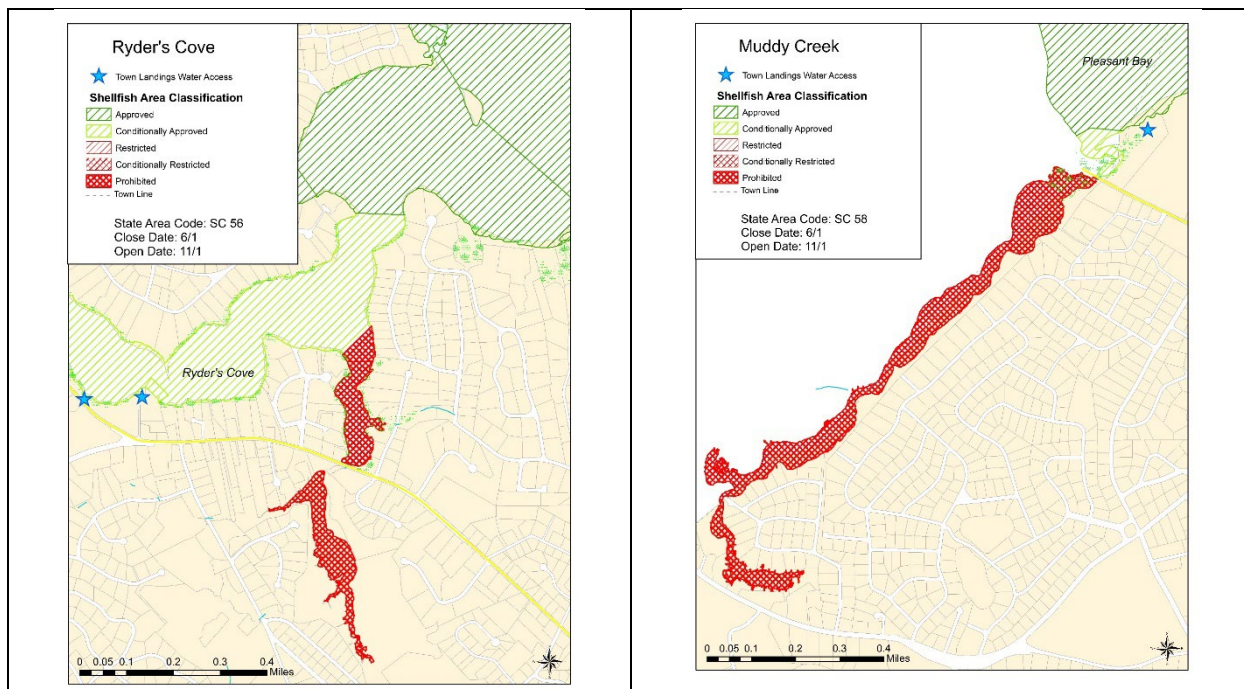 Ryder's Cove
Town Landings Water Access
Shellfish Area Classification
Approved
Conditionally Approved
Restricted
Conditionally Restricted
Prohibited
Town Line
State Area Code: SC 56
Close Date: 6/1
Open Date: 11/1
Ryder's Cove
0 0.05 0.1 0.2 0.3 0.4
Miles
Muddy Creek
Town Landings Water Access
Shellfish Area Classification
Approved
Conditionally Approved
Restricted
Conditionally Restricted
Prohibited
Town Line
State Area Code: SC 58
Close Date: 6/1
Open Date: 11/1
Pleasant Bay
0 0.05 0.1 0.2 0.3 0.4
Miles